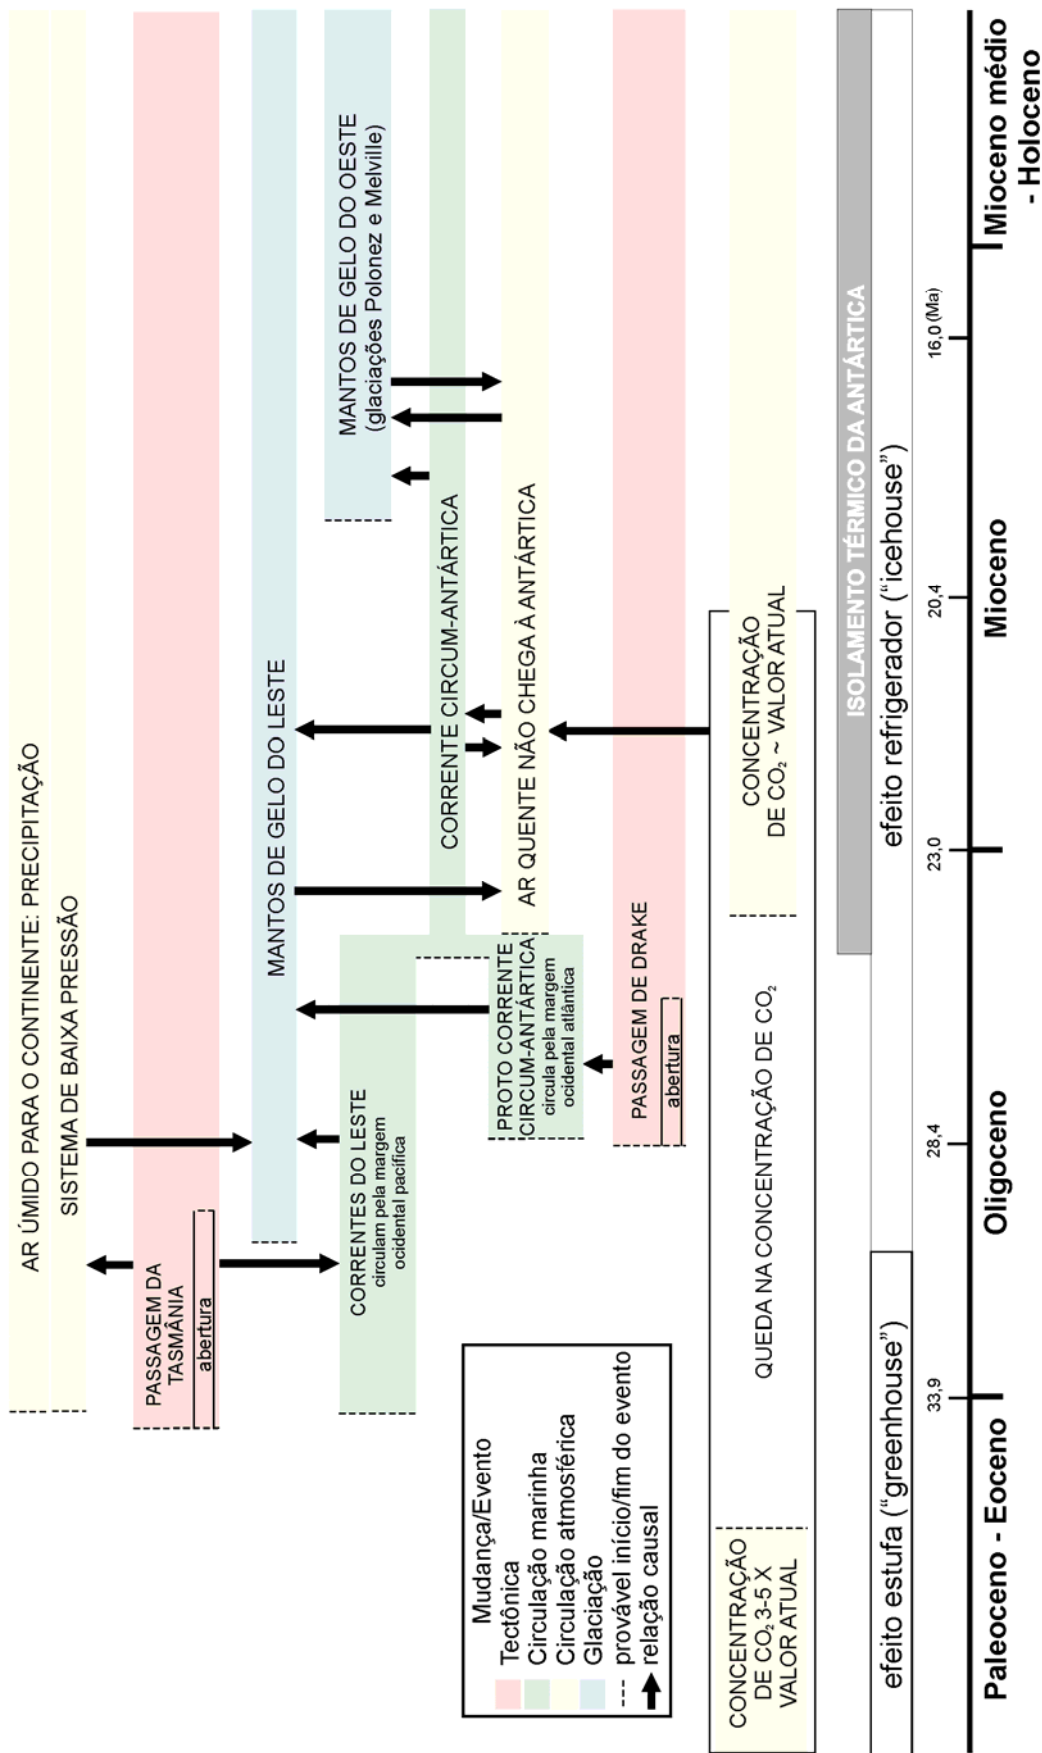 AR ÚMIDO PARA O CONTINENTE: PRECIPITAÇÃO
SISTEMA DE BAIXA PRESSÃO
PASSAGEM DA
TASMÂNIA
abertura
MANTOS DE GELO DO LESTE
MANTOS DE GELO DO OESTE
(glaciações Polonez e Melville)
CORRENTES DO LESTE
circulam pela margem
ocidental pacífica
CORRENTE CIRCUM-ANTÁRTICA
PROTO CORRENTE
CIRCUM-ANTÁRTICA
circula pela margem
ocidental atlântica
AR QUENTE NÃO CHEGA À ANTÁRTICA
PASSAGEM DE DRAKE
abertura
Mudança/Evento
Tectônica
Circulação marinha
Circulação atmosférica
Glaciação
provável início/fim do evento
relação causal
CONCENTRAÇÃO
DE CO₂ 3-5 X
VALOR ATUAL
QUEDA NA CONCENTRAÇÃO DE CO₂
CONCENTRAÇÃO
DE CO₂ ~ VALOR ATUAL
ISOLAMENTO TÉRMICO DA ANTÁRTICA
efeito estufa (“greenhouse”)
efeito refrigerador (“icehouse”)
33,9
28,4
23,0
20,4
16,0 (Ma)
Paleoceno - Eoceno
Oligoceno
Mioceno
Mioceno médio
- Holoceno